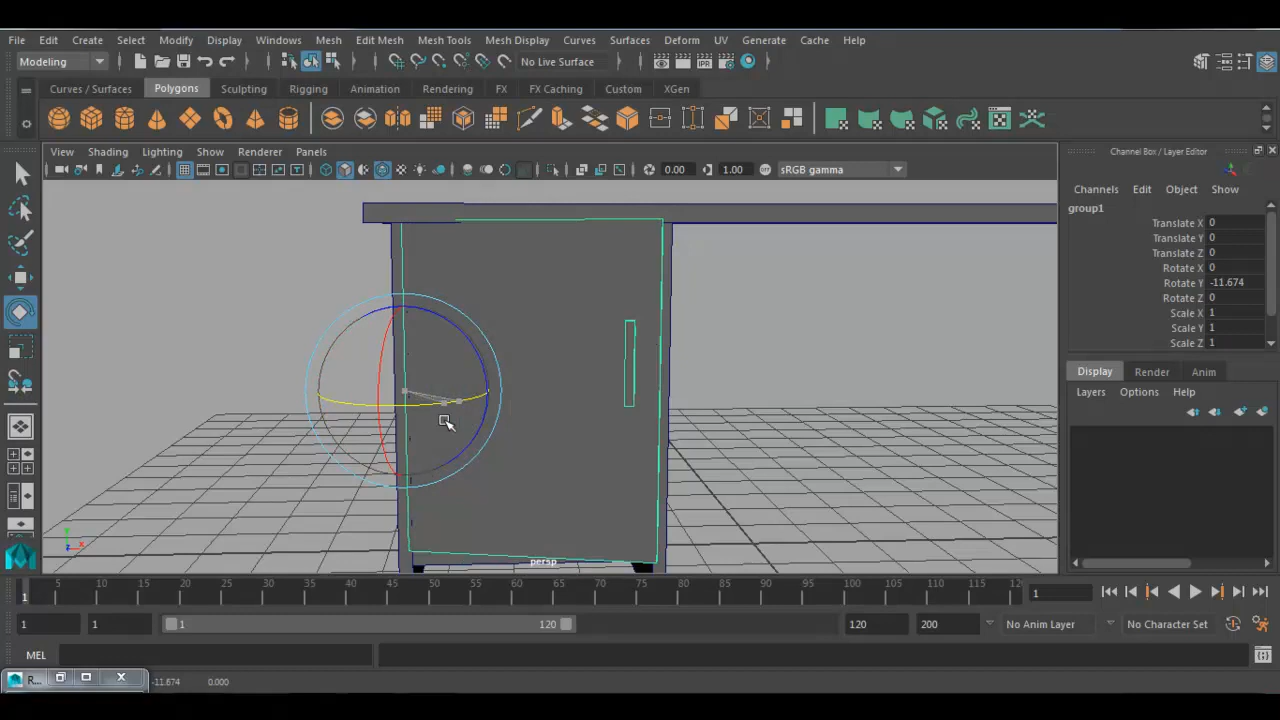 File Edit Create Select Modify Display Windows Mesh Edit Mesh Mesh Tools Mesh Display Curves Surfaces Deform UV Generate Cache Help
Modeling No Live Surface
Curves / Surfaces Polygons Sculpting Rigging Animation Rendering FX FX Caching Custom XGen
View Shading Lighting Show Renderer Panels
0.00 1.00 sRGB gamma
Channel Box / Layer Editor
Channels Edit Object Show
group1
Translate X 0
Translate Y 0
Translate Z 0
Rotate X 0
Rotate Y -11.674
Rotate Z 0
Scale X 1
Scale Y 1
Scale Z 1
Display Render Anim
Layers Options Help
persp
1 5 10 15 20 25 30 35 40 45 50 55 60 65 70 75 80 85 90 95 100 105 110 115 12
1
1 1 1 120 120 200 No Anim Layer No Character Set
MEL
R... -11.674 0.000